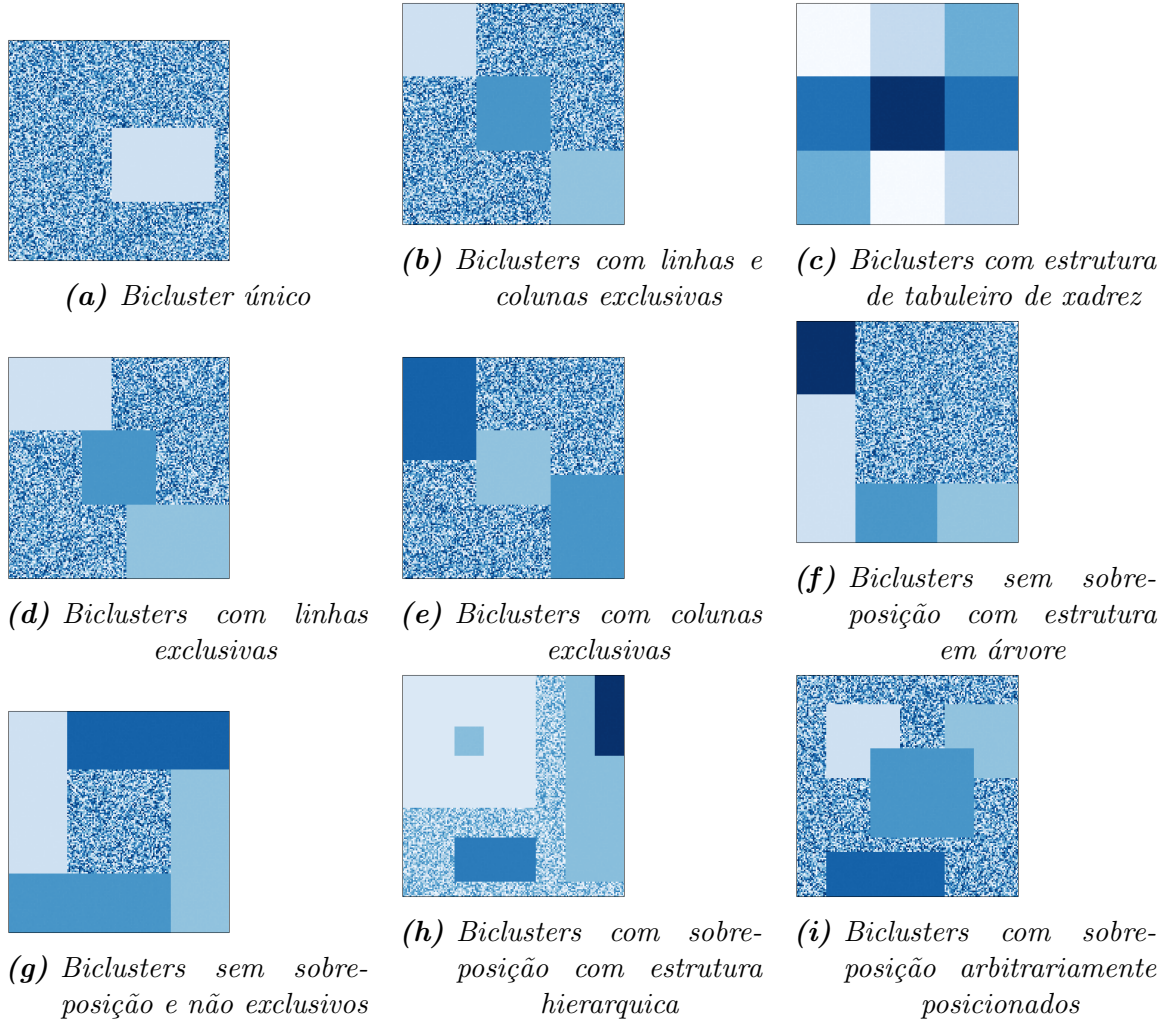 (a) Bicluster único
(b) Biclusters com linhas e
colunas exclusivas
(c) Biclusters com estrutura
de tabuleiro de xadrez
(d) Biclusters com linhas
exclusivas
(e) Biclusters com colunas
exclusivas
(f) Biclusters sem sobre-
posição com estrutura
em árvore
(g) Biclusters sem sobre-
posição e não exclusivos
(h) Biclusters com sobre-
posição com estrutura
hierarquica
(i) Biclusters com sobre-
posição arbitrariamente
posicionados